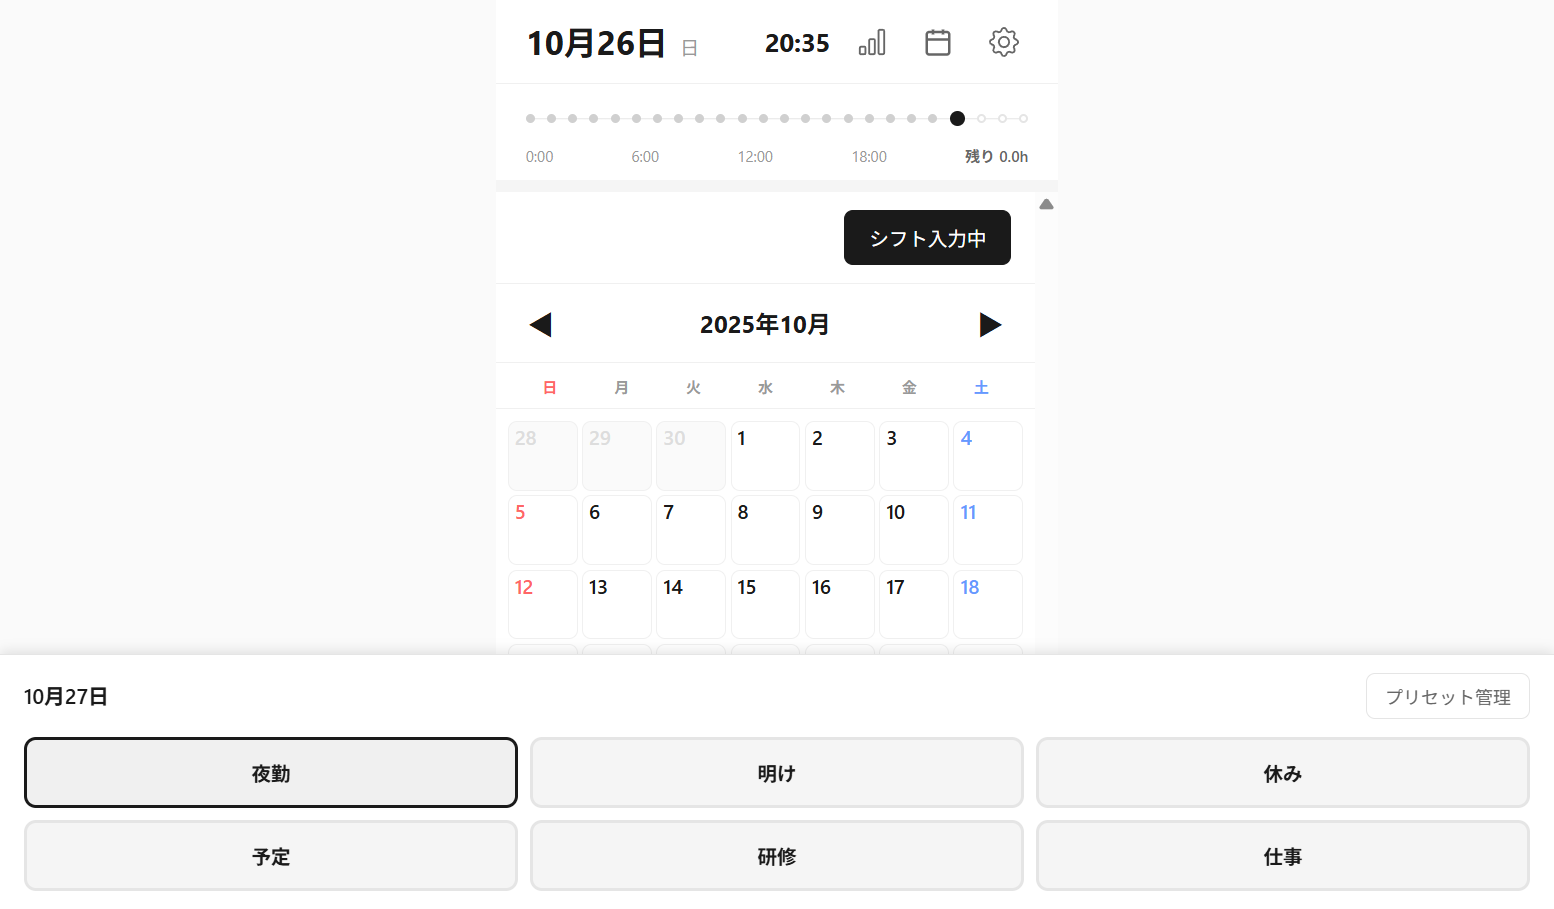 10月26日 日 20:35
0:00 6:00 12:00 18:00 残り 0.0h
シフト入力中
2025年10月
日 月 火 水 木 金 土
28 29 30 1 2 3 4
5 6 7 8 9 10 11
12 13 14 15 16 17 18
10月27日 プリセット管理
夜勤 明け 休み
予定 研修 仕事